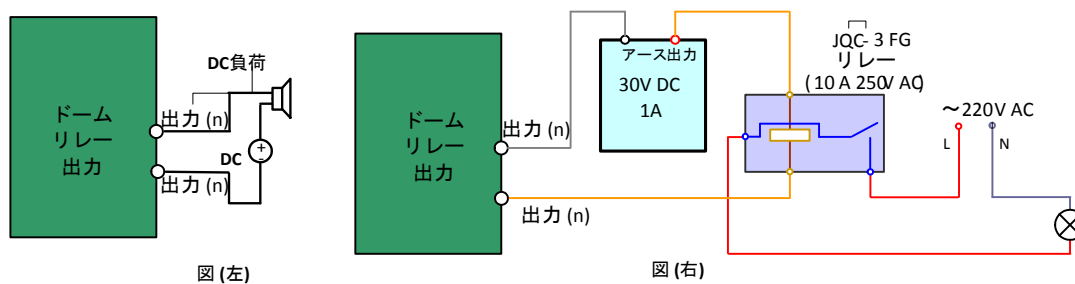 ドーム
リレー
出力
DC負荷
出力 (n)
DC
+
-
出力 (n)
図 (左)
ドーム
リレー
出力
出力 (n)
出力 (n)
アース出力
30V DC
1A
JQC- 3 FG
リレー
( 10 A 250V AC)
~220V AC
L
N
図 (右)